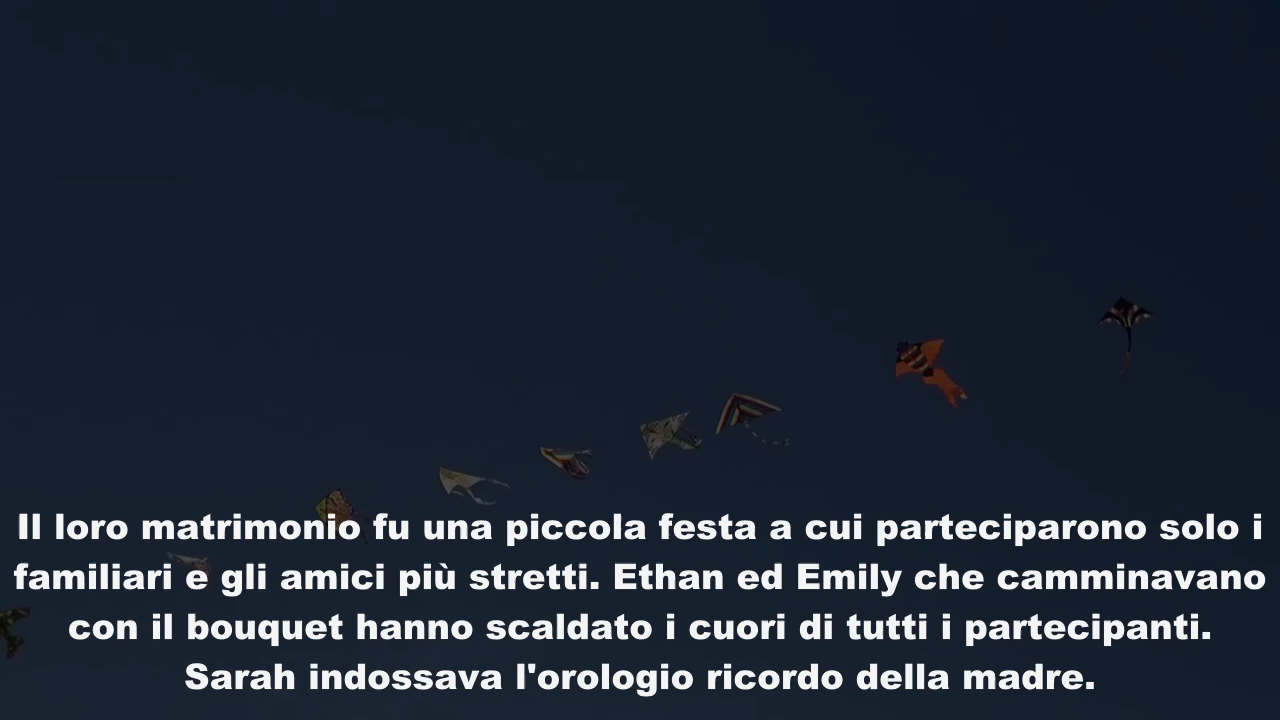 Il loro matrimonio fu una piccola festa a cui parteciparono solo i
familiari e gli amici più stretti. Ethan ed Emily che camminavano
con il bouquet hanno scaldato i cuori di tutti i partecipanti.
Sarah indossava l'orologio ricordo della madre.